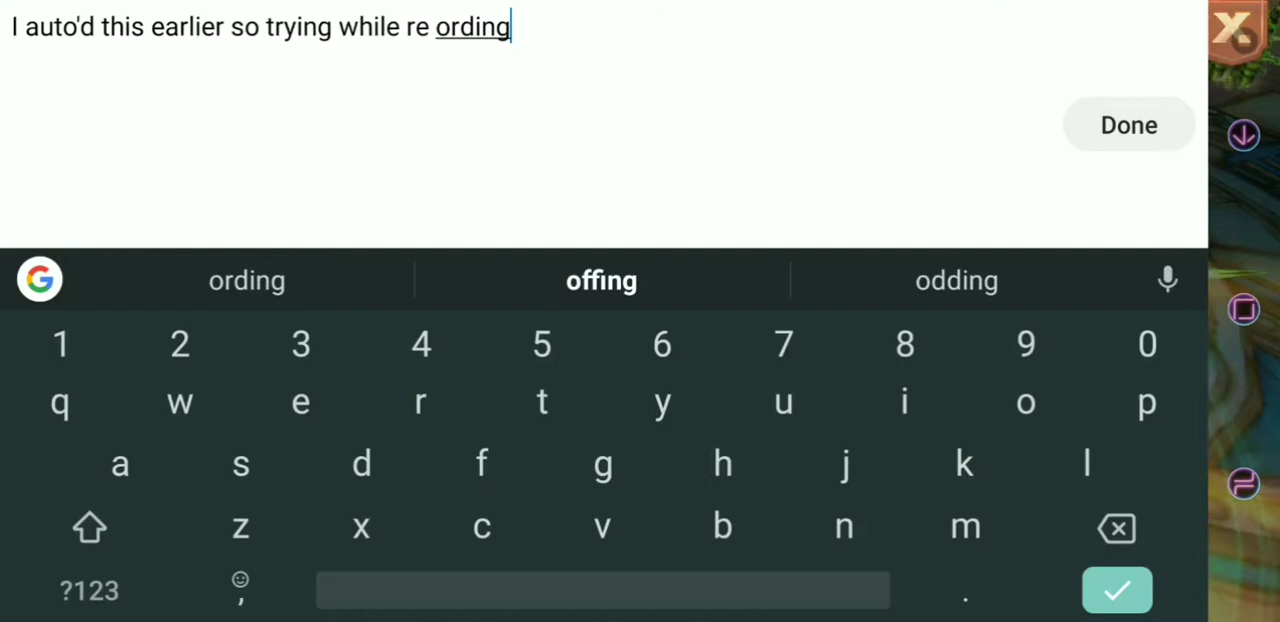 I auto'd this earlier so trying while re ording
Done
ording offing odding
1 2 3 4 5 6 7 8 9 0
q w e r t y u i o p
a s d f g h j k l
z x c v b n m
?123 , .